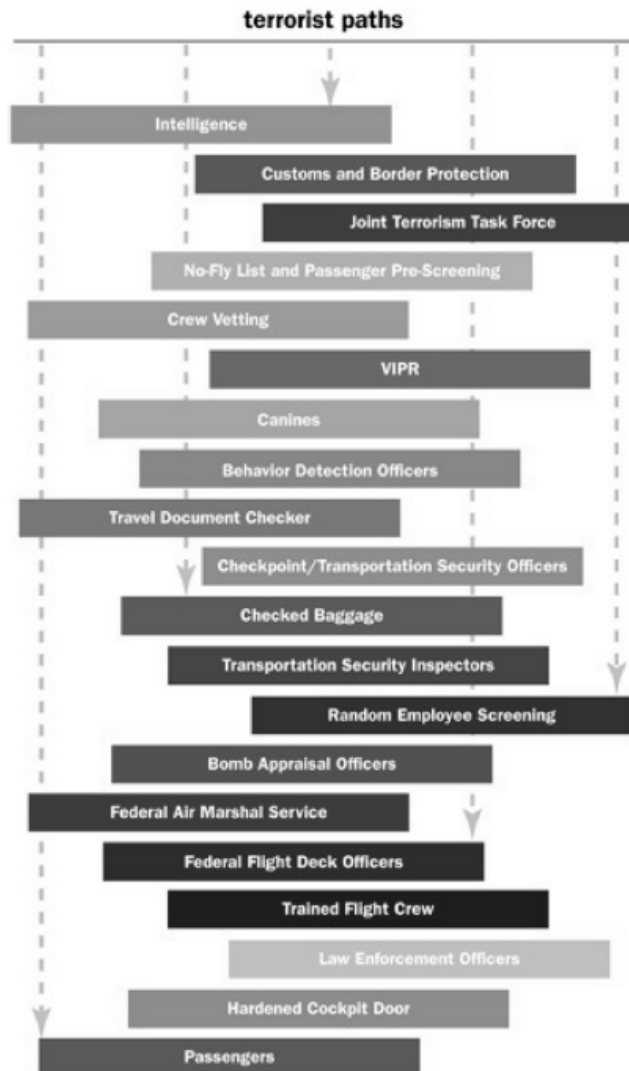 terrorist paths
Intelligence
Customs and Border Protection
Joint Terrorism Task Force
No-Fly List and Passenger Pre-Screening
Crew Vetting
VIPR
Canines
Behavior Detection Officers
Travel Document Checker
Checkpoint/Transportation Security Officers
Checked Baggage
Transportation Security Inspectors
Random Employee Screening
Bomb Appraisal Officers
Federal Air Marshal Service
Federal Flight Deck Officers
Trained Flight Crew
Law Enforcement Officers
Hardened Cockpit Door
Passengers